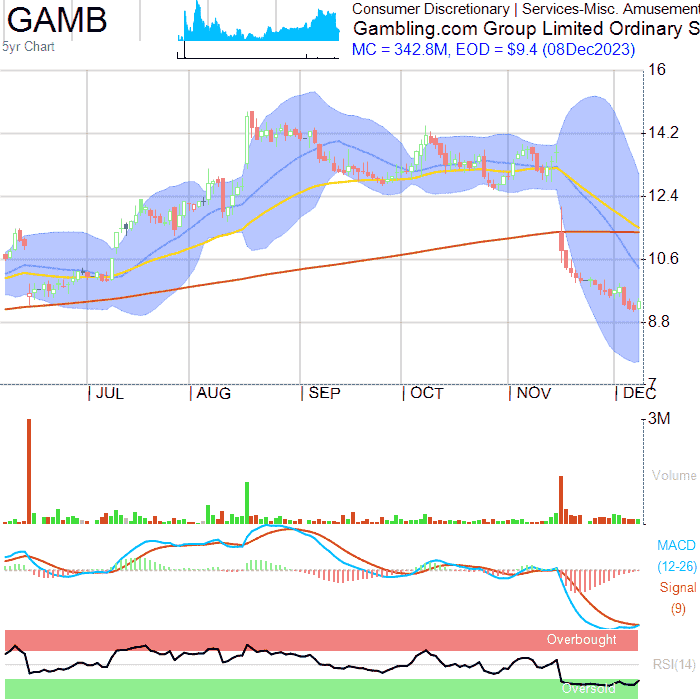 GAMB
5yr Chart
Consumer Discretionary | Services-Misc. Amusement
Gambling.com Group Limited Ordinary S
MC = 342.8M, EOD = $9.4 (08Dec2023)
16
14.2
12.4
10.6
8.8
7
JUL
AUG
SEP
OCT
NOV
DEC
3M
Volume
MACD
(12-26)
Signal
(9)
Overbought
RSI(14)
Oversold